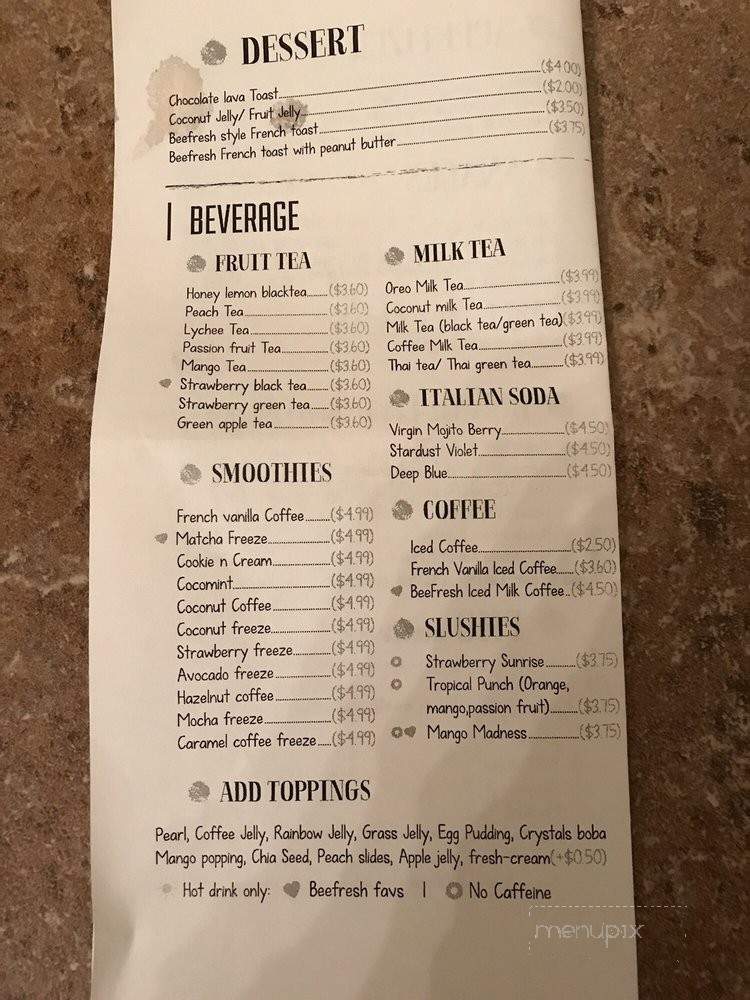 DESSERT
Chocolate lava Toast ($4.00)
Coconut Jelly/ Fruit Jelly ($2.00)
Beefresh style French toast ($3.50)
Beefresh French toast with peanut butter ($3.75)
BEVERAGE
FRUIT TEA
Honey lemon blacktea ($3.60)
Peach Tea ($3.60)
Lychee Tea ($3.60)
Passion fruit Tea ($3.60)
Mango Tea ($3.60)
Strawberry black tea ($3.60)
Strawberry green tea ($3.60)
Green apple tea ($3.60)
SMOOTHIES
French vanilla Coffee ($4.99)
Matcha Freeze ($4.99)
Cookie n Cream ($4.99)
Cocomint ($4.99)
Coconut Coffee ($4.99)
Coconut freeze ($4.99)
Strawberry freeze ($4.99)
Avocado freeze ($4.99)
Hazelnut coffee ($4.99)
Mocha freeze ($4.99)
Caramel coffee freeze ($4.99)
MILK TEA
Oreo Milk Tea ($3.99)
Coconut milk Tea ($3.99)
Milk Tea (black tea/green tea) ($3.99)
Coffee Milk Tea ($3.99)
Thai tea/ Thai green tea ($3.99)
ITALIAN SODA
Virgin Mojito Berry ($4.50)
Stardust Violet ($4.50)
Deep Blue ($4.50)
COFFEE
Iced Coffee ($2.50)
French Vanilla Iced Coffee ($3.60)
BeeFresh Iced Milk Coffee ($4.50)
SLUSHIES
Strawberry Sunrise ($3.75)
Tropical Punch (Orange,
mango,passion fruit) ($3.75)
Mango Madness ($3.75)
ADD TOPPINGS
Pearl, Coffee Jelly, Rainbow Jelly, Grass Jelly, Egg Pudding, Crystals boba
Mango popping, Chia Seed, Peach slides, Apple jelly, fresh-cream(+$0.50)
Hot drink only: Beefresh favs | No Caffeine
menupix